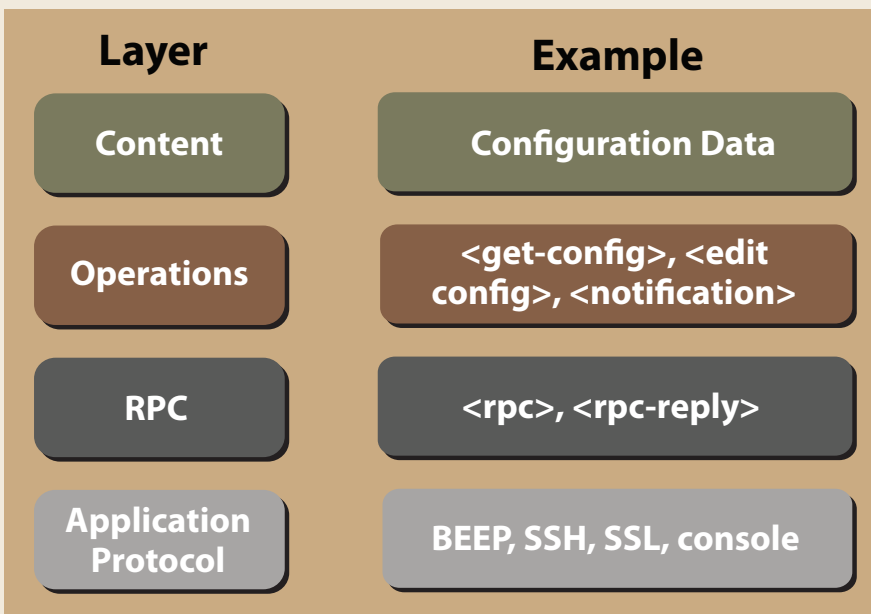 Layer
Example
Content
Configuration Data
Operations
<get-config>, <edit
config>, <notification>
RPC
<rpc>, <rpc-reply>
Application
Protocol
BEEP, SSH, SSL, console